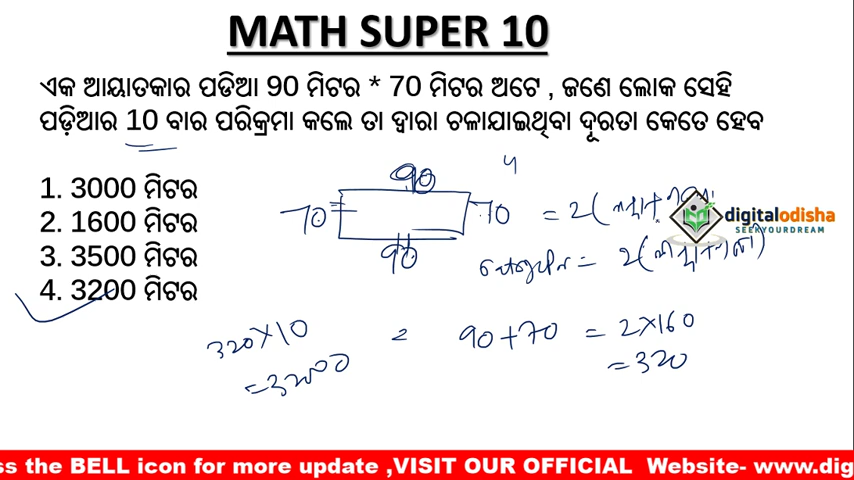 MATH SUPER 10
ଏକ ଆୟାତକାର ପଡିଆ 90 ମିଟର * 70 ମିଟର ଅଟେ , ଜଣେ ଲୋକ ସେହି
ପଡ଼ିଆର 10 ବାର ପରିକ୍ରମା କଲେ ତା ଦ୍ୱାରା ଚଳାଯାଇଥିବା ଦୂରତା କେତେ ହେବ
1. 3000 ମିଟର
2. 1600 ମିଟର
3. 3500 ମିଟର
4. 3200 ମିଟର
90
70
70
90
4
= 2(
digitalodisha
SEEKYOURDREAM
= 2(
320×10
=3200
= 90+70 = 2×160
=320
ss the BELL icon for more update ,VISIT OUR OFFICIAL Website- www.dig